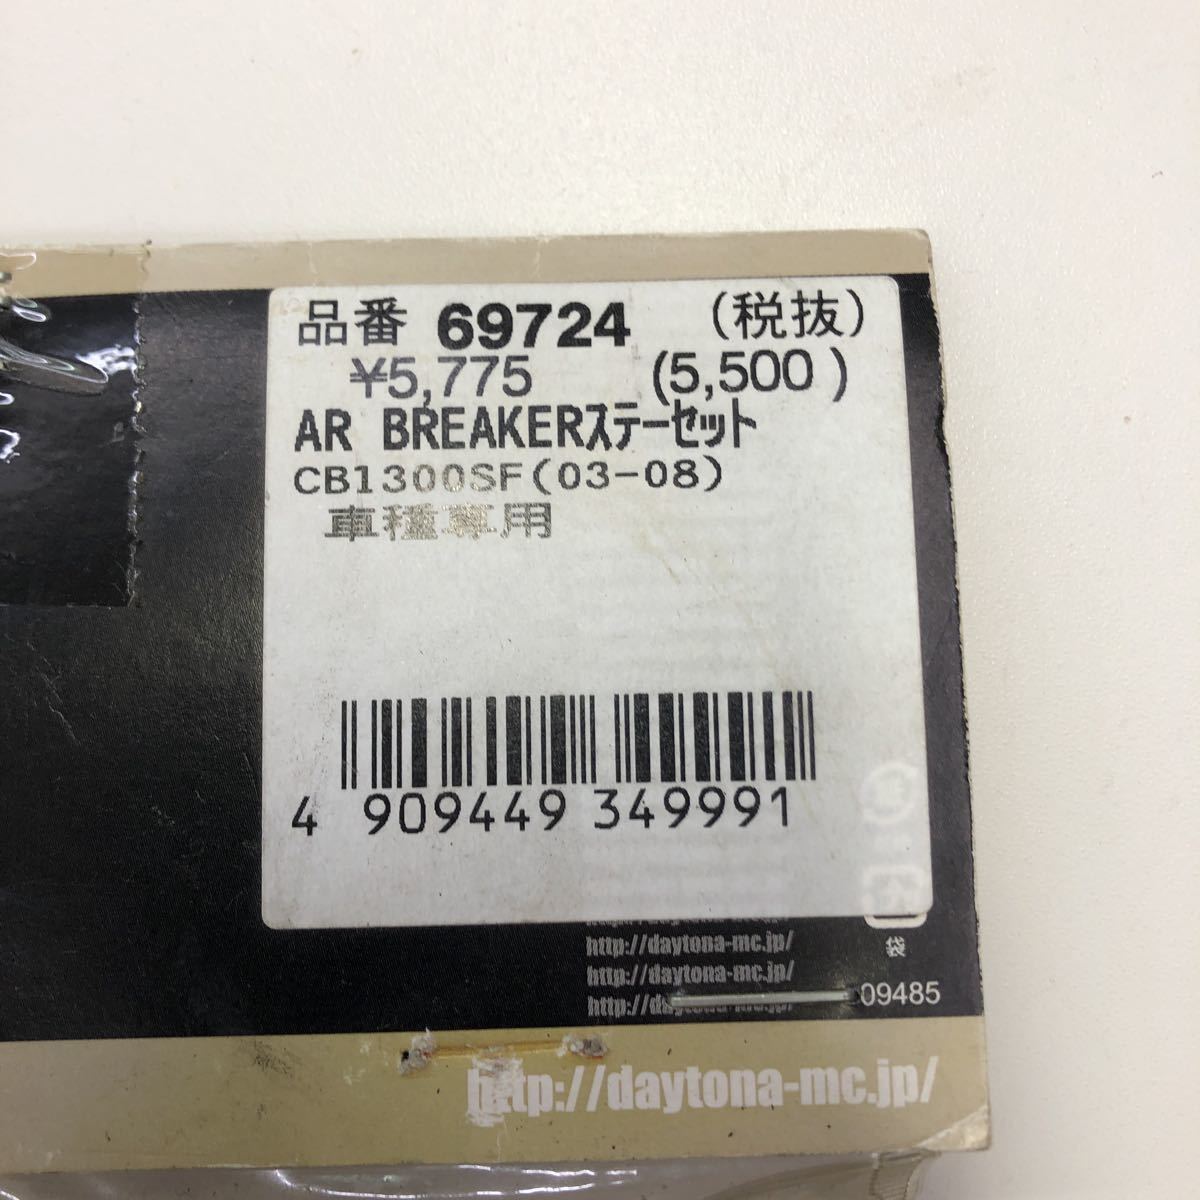 品番 69724 (税抜)
¥5,775 (5,500 )
AR BREAKERｽﾃｰｾｯﾄ
CB1300SF(03-08)
車種専用
4 909449 349991
袋
http://daytona-mc.jp/
http://daytona-mc.jp/
09485
http://daytona-mc.jp/